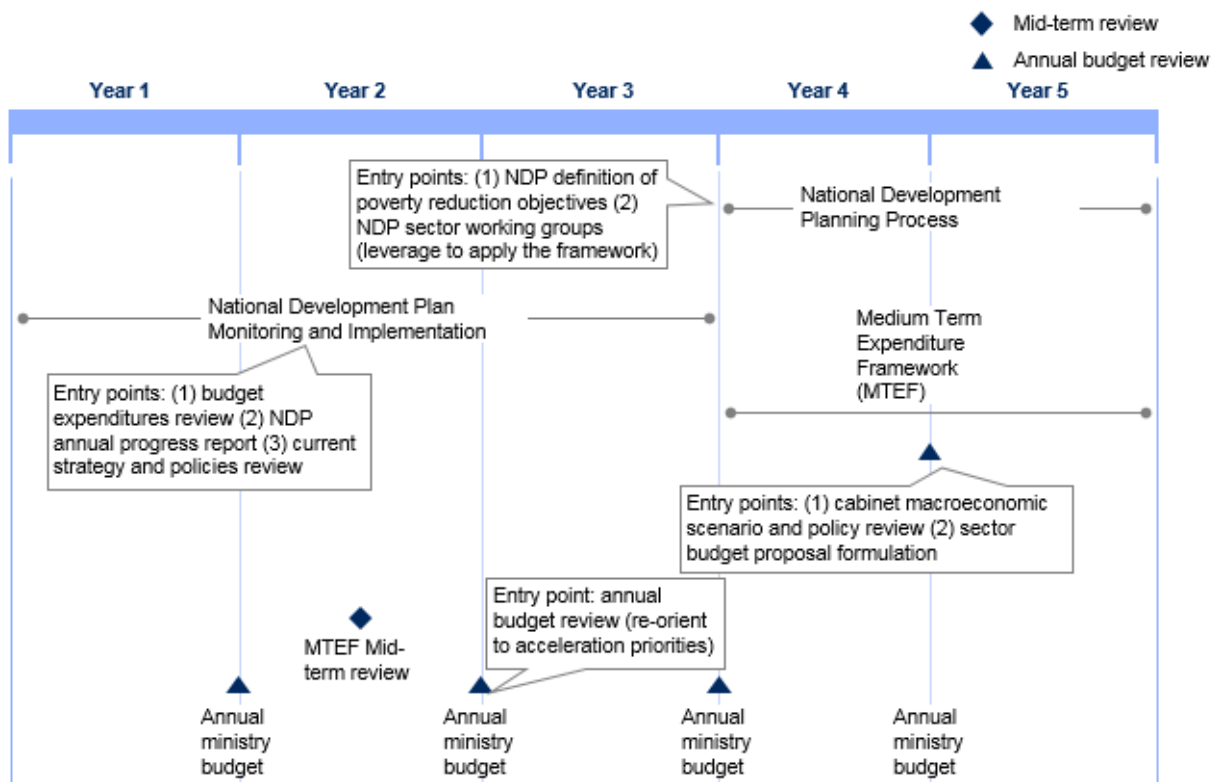 Mid-term review
Annual budget review
Year 1
Year 2
Year 3
Year 4
Year 5
Entry points: (1) NDP definition of
poverty reduction objectives (2)
NDP sector working groups
(leverage to apply the framework)
National Development
Planning Process
National Development Plan
Monitoring and Implementation
Medium Term
Expenditure
Framework
(MTEF)
Entry points: (1) budget
expenditures review (2) NDP
annual progress report (3) current
strategy and policies review
Entry points: (1) cabinet macroeconomic
scenario and policy review (2) sector
budget proposal formulation
Entry point: annual
budget review (re-orient
to acceleration priorities)
MTEF Mid-
term review
Annual
ministry
budget
Annual
ministry
budget
Annual
ministry
budget
Annual
ministry
budget